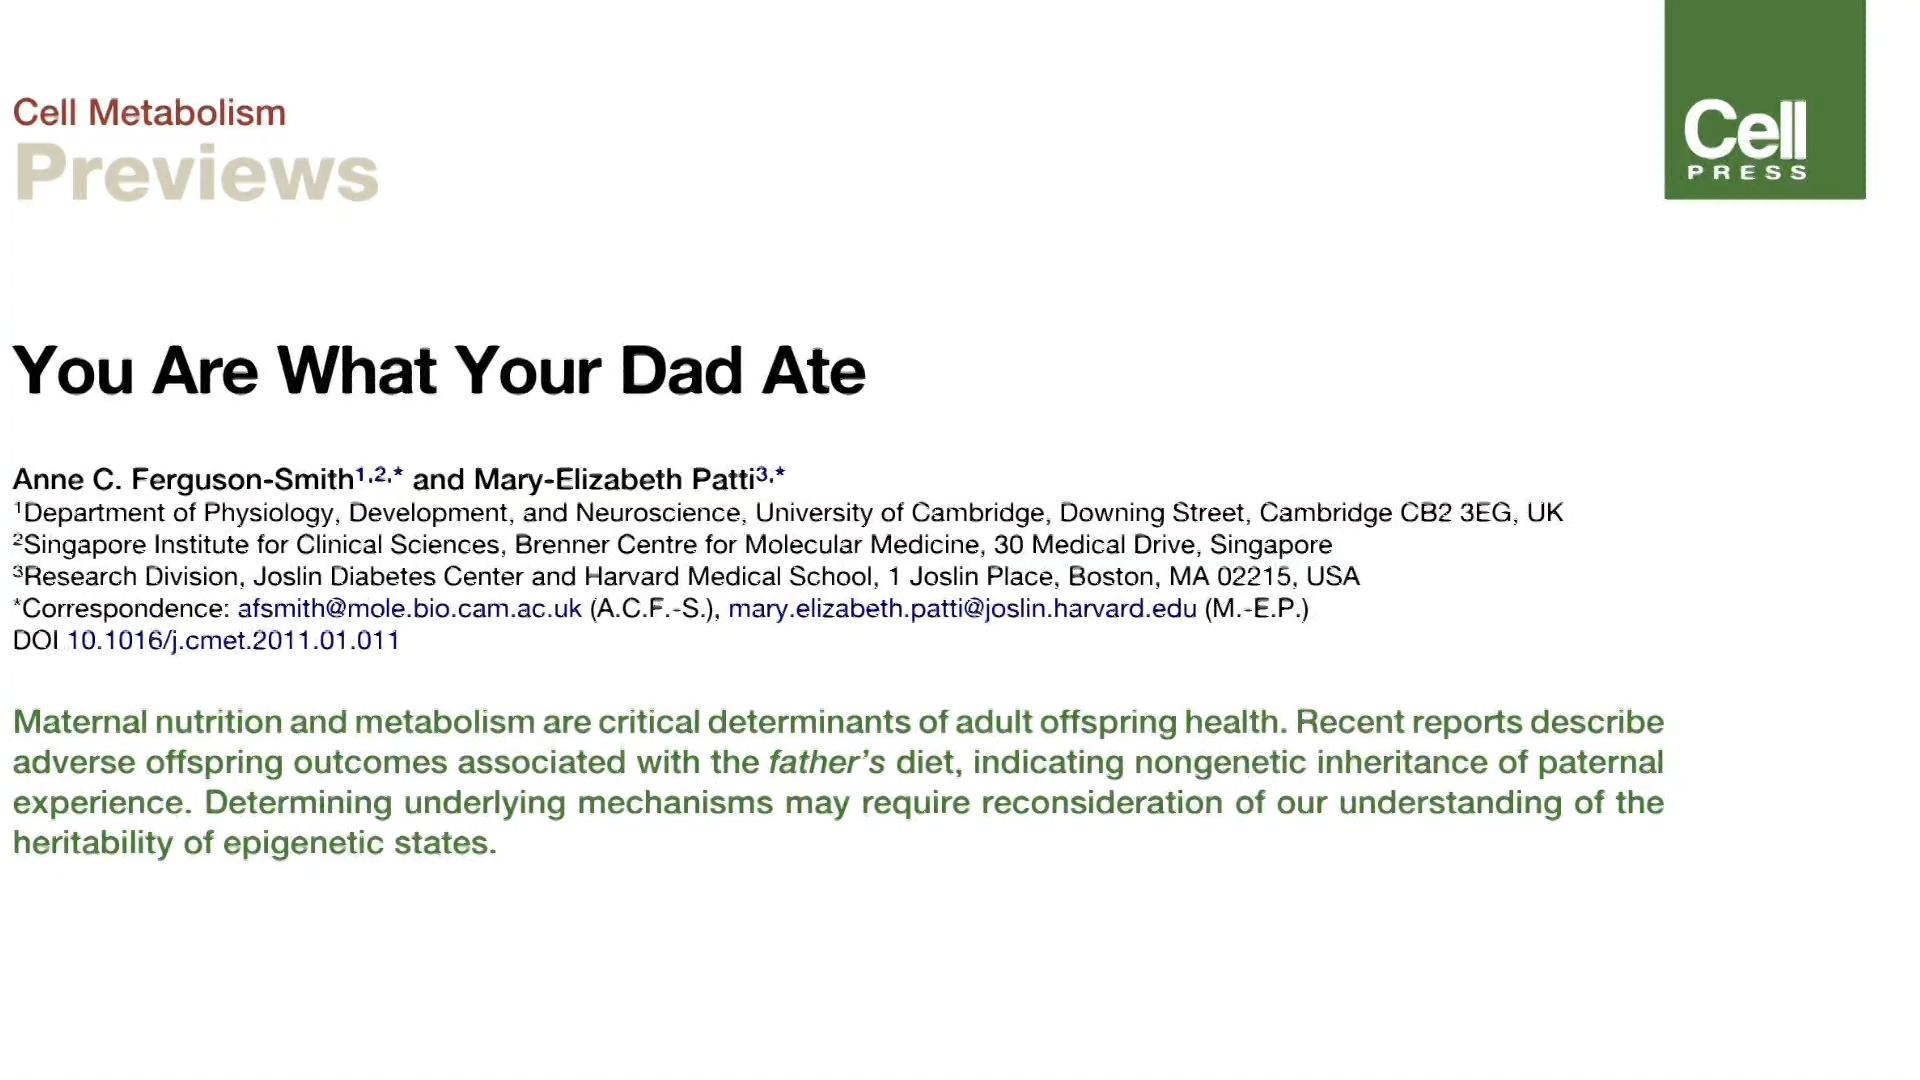 Cell Metabolism
Previews
Cell
PRESS
You Are What Your Dad Ate
Anne C. Ferguson-Smith1,2,* and Mary-Elizabeth Patti3,*
1Department of Physiology, Development, and Neuroscience, University of Cambridge, Downing Street, Cambridge CB2 3EG, UK
2Singapore Institute for Clinical Sciences, Brenner Centre for Molecular Medicine, 30 Medical Drive, Singapore
3Research Division, Joslin Diabetes Center and Harvard Medical School, 1 Joslin Place, Boston, MA 02215, USA
*Correspondence: afsmith@mole.bio.cam.ac.uk (A.C.F.-S.), mary.elizabeth.patti@joslin.harvard.edu (M.-E.P.)
DOI 10.1016/j.cmet.2011.01.011
Maternal nutrition and metabolism are critical determinants of adult offspring health. Recent reports describe
adverse offspring outcomes associated with the father's diet, indicating nongenetic inheritance of paternal
experience. Determining underlying mechanisms may require reconsideration of our understanding of the
heritability of epigenetic states.